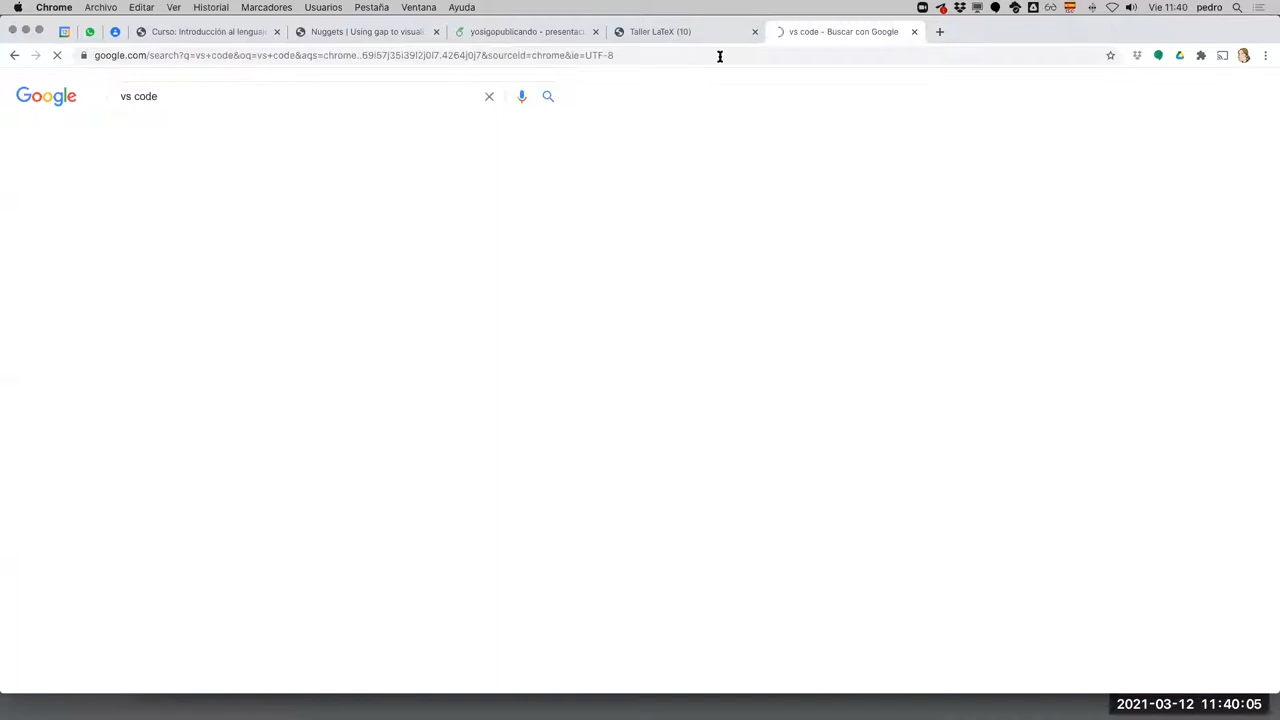 Chrome Archivo Editar Ver Historial Marcadores Usuarios Pestaña Ventana Ayuda Vie 11:40 pedro
Curso: Introducción al lengua Nuggets | Using gap to visual yosigopublicando - presentac Taller LaTeX (10) vs code - Buscar con Google
google.com/search?q=vs+code&oq=vs+code&aqs=chrome..69i57j35i39l2j0l7.4264j0j7&sourceid=chrome&ie=UTF-8
Google vs code
2021-03-12 11:40:05